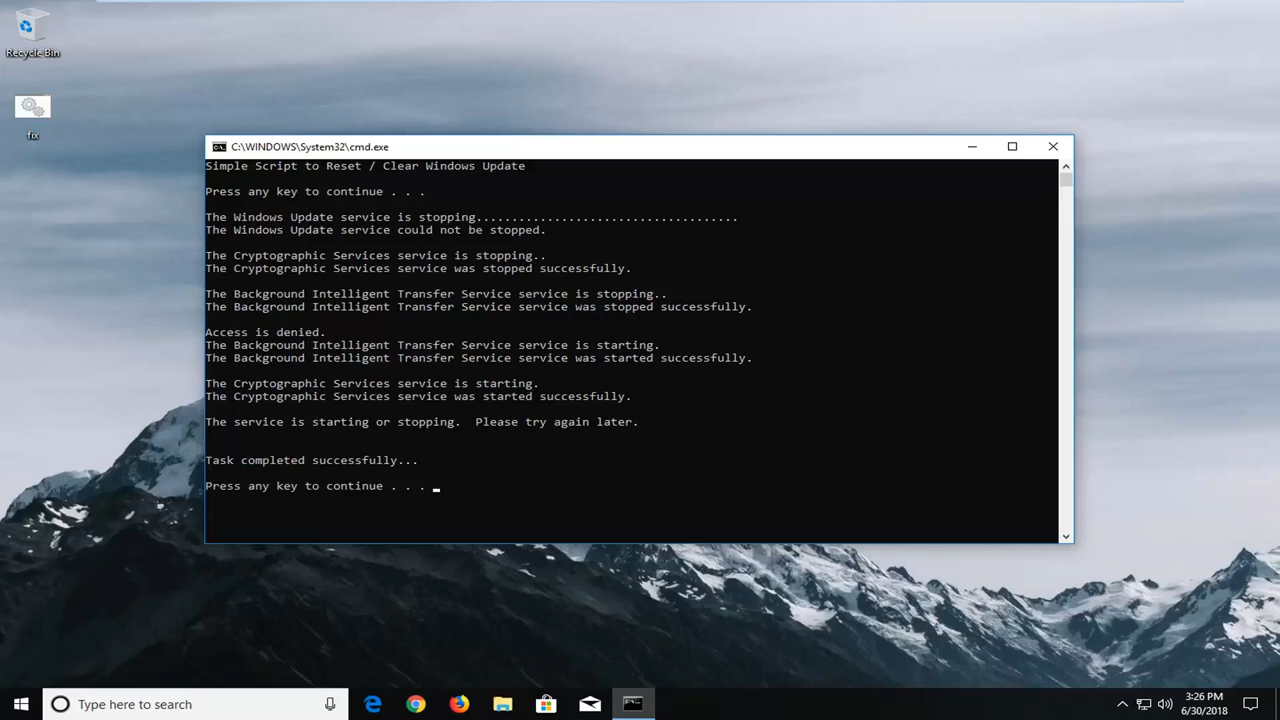 Recycle Bin
fix
C:\WINDOWS\System32\cmd.exe
Simple Script to Reset / Clear Windows Update
Press any key to continue . . .
The Windows Update service is stopping.....................................
The Windows Update service could not be stopped.
The Cryptographic Services service is stopping..
The Cryptographic Services service was stopped successfully.
The Background Intelligent Transfer Service service is stopping..
The Background Intelligent Transfer Service service was stopped successfully.
Access is denied.
The Background Intelligent Transfer Service service is starting.
The Background Intelligent Transfer Service service was started successfully.
The Cryptographic Services service is starting.
The Cryptographic Services service was started successfully.
The service is starting or stopping.  Please try again later.
Task completed successfully...
Press any key to continue . . . _
Type here to search
3:26 PM
6/30/2018